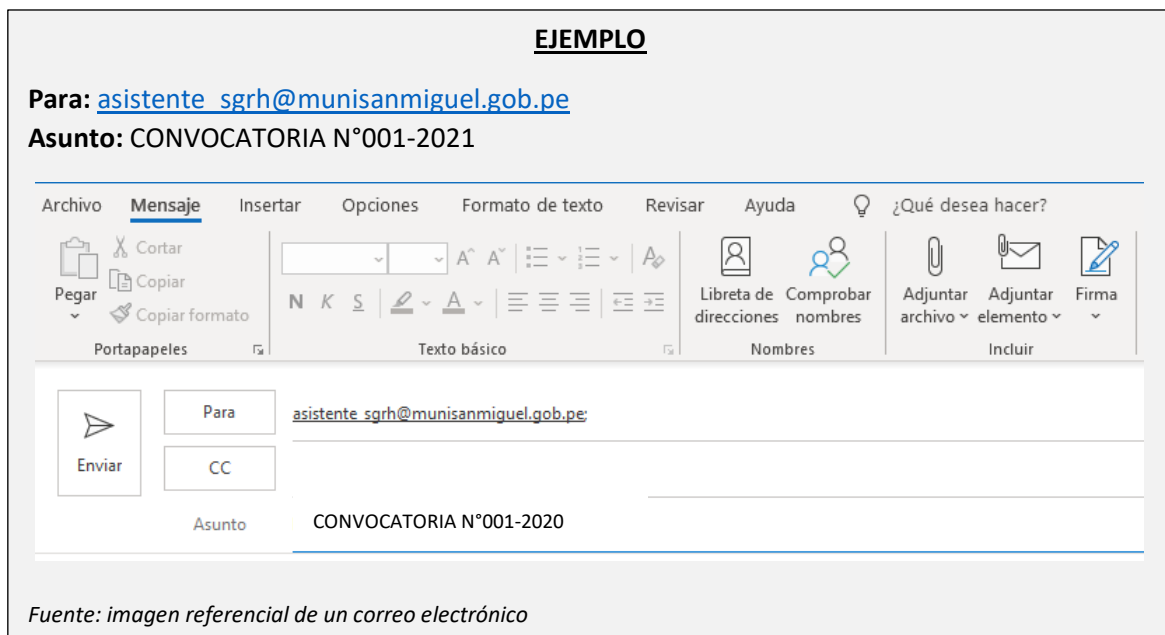 EJEMPLO
Para: asistente_sgrh@munisanmiguel.gob.pe
Asunto: CONVOCATORIA N°001-2021
Archivo Mensaje Insertar Opciones Formato de texto Revisar Ayuda ¿Qué desea hacer?
Pegar
Cortar
Copiar
Copiar formato
Portapapeles
N K S A
Texto básico
Libreta de direcciones
Comprobar nombres
Nombres
Adjuntar archivo
Adjuntar elemento
Firma
Incluir
Enviar
Para asistente_sgrh@munisanmiguel.gob.pe;
CC
Asunto CONVOCATORIA N°001-2020
Fuente: imagen referencial de un correo electrónico